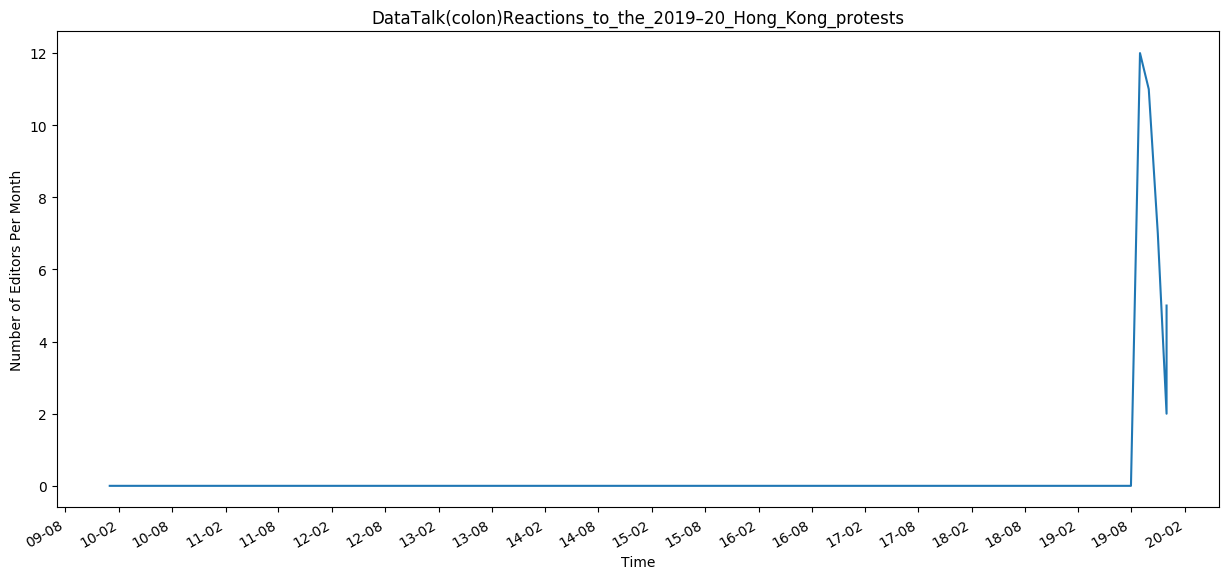 DataTalk(colon)Reactions_to_the_2019–20_Hong_Kong_protests
12
10
8
6
4
2
0
Number of Editors Per Month
09-08 10-02 10-08 11-02 11-08 12-02 12-08 13-02 13-08 14-02 14-08 15-02 15-08 16-02 16-08 17-02 17-08 18-02 18-08 19-02 19-08 20-02
Time